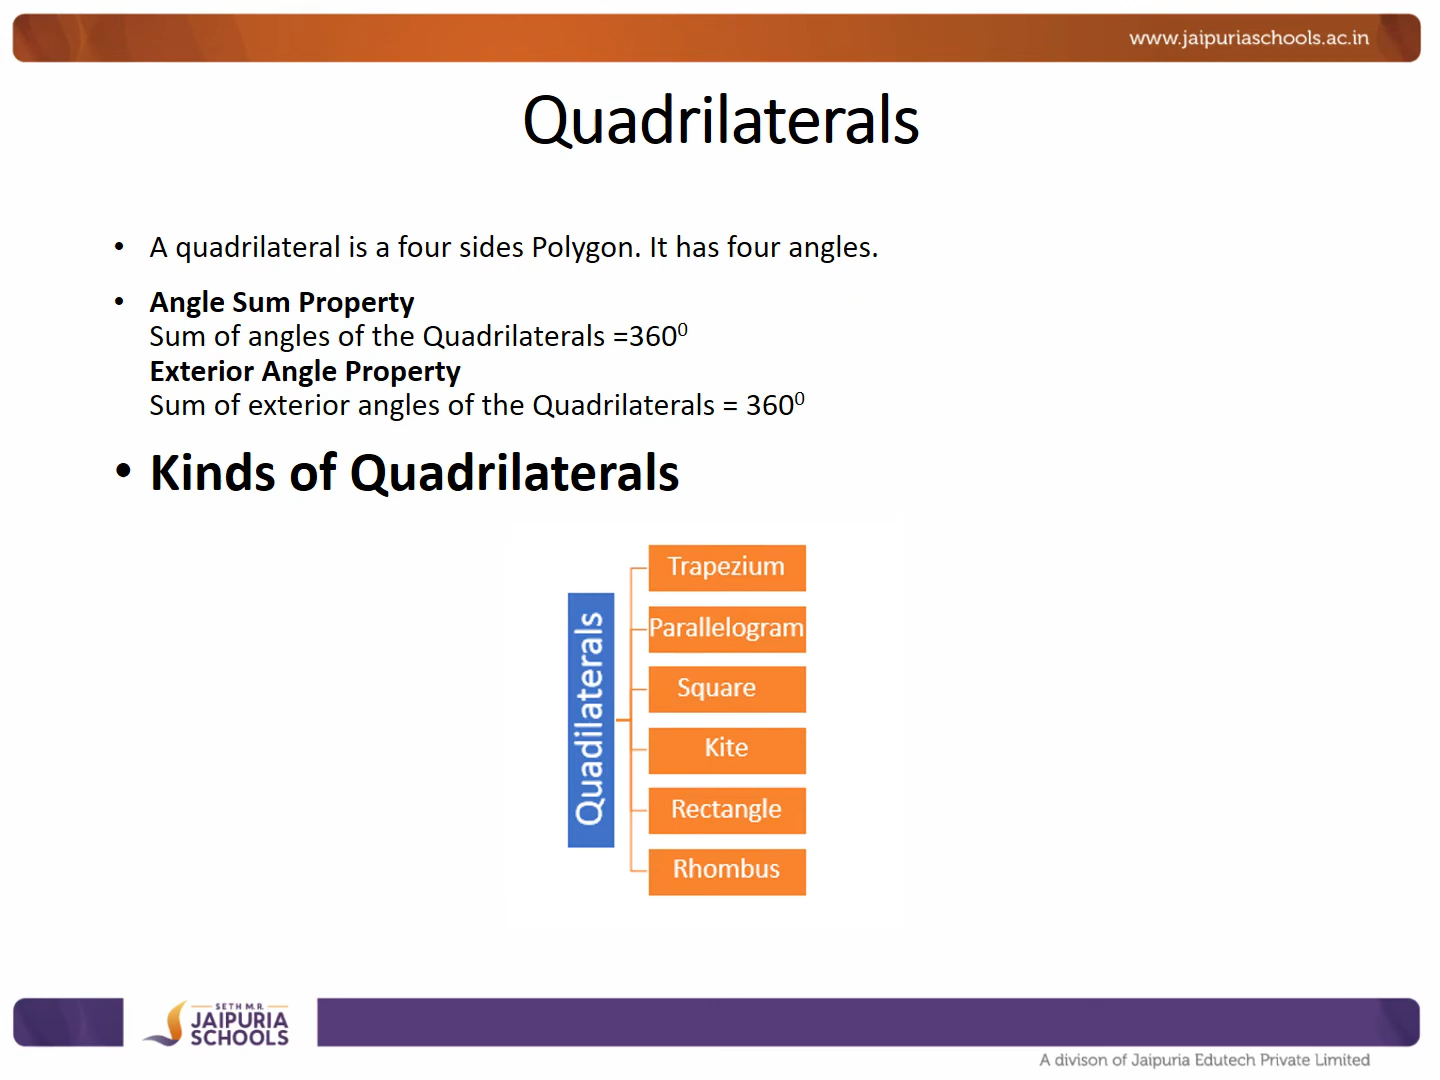 www.jaipuriaschools.ac.in
Quadrilaterals
• A quadrilateral is a four sides Polygon. It has four angles.
• Angle Sum Property
Sum of angles of the Quadrilaterals =360⁰
Exterior Angle Property
Sum of exterior angles of the Quadrilaterals = 360⁰
• Kinds of Quadrilaterals
Quadilaterals
Trapezium
Parallelogram
Square
Kite
Rectangle
Rhombus
SETH M.R.
JAIPURIA
SCHOOLS
A divison of Jaipuria Edutech Private Limited